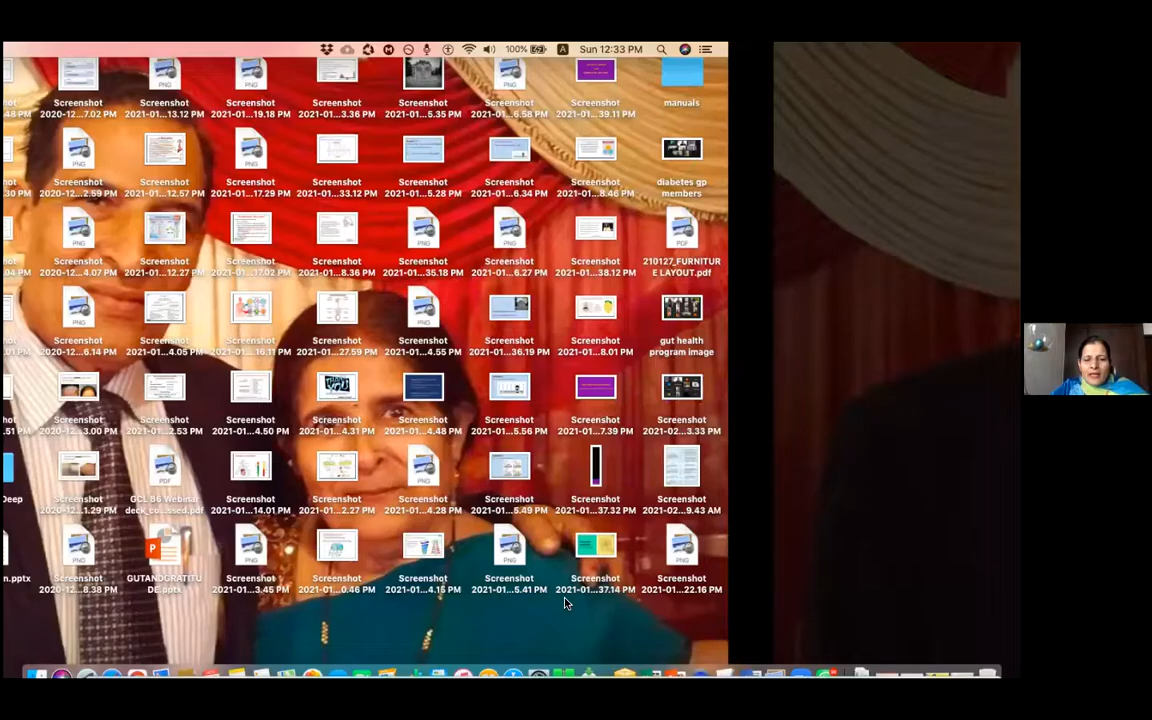 100%
A
Sun 12:33 PM
Screenshot
2020-12...7.02 PM
Screenshot
2021-01...13.12 PM
Screenshot
2021-01...19.18 PM
Screenshot
2021-01...3.36 PM
Screenshot
2021-01...5.35 PM
Screenshot
2021-01...6.58 PM
Screenshot
2021-01...39.11 PM
manuals
Screenshot
2020-12...2.59 PM
Screenshot
2021-01...12.57 PM
Screenshot
2021-01...17.29 PM
Screenshot
2021-01...33.12 PM
Screenshot
2021-01...5.28 PM
Screenshot
2021-01...6.34 PM
Screenshot
2021-01...8.46 PM
diabetes gp
members
Screenshot
2020-12...4.07 PM
Screenshot
2021-01...12.27 PM
Screenshot
2021-01...17.02 PM
Screenshot
2021-01...8.36 PM
Screenshot
2021-01...35.18 PM
Screenshot
2021-01...6.27 PM
Screenshot
2021-01...38.12 PM
210127_FURNITUR
E LAYOUT.pdf
Screenshot
2020-12...6.14 PM
Screenshot
2021-01...4.05 PM
Screenshot
2021-01...16.11 PM
Screenshot
2021-01...27.59 PM
Screenshot
2021-01...4.55 PM
Screenshot
2021-01...36.19 PM
Screenshot
2021-01...8.01 PM
gut health
program image
Screenshot
2020-12...3.00 PM
Screenshot
2021-01...2.53 PM
Screenshot
2021-01...4.50 PM
Screenshot
2021-01...4.31 PM
Screenshot
2021-01...4.48 PM
Screenshot
2021-01...5.56 PM
Screenshot
2021-01...7.39 PM
Screenshot
2021-02...3.33 PM
Deep
Screenshot
2020-12...1.29 PM
GCL 86 Webinar
deck_co...ssed.pdf
Screenshot
2021-01...14.01 PM
Screenshot
2021-01...2.27 PM
Screenshot
2021-01...4.28 PM
Screenshot
2021-01...5.49 PM
Screenshot
2021-01...37.32 PM
Screenshot
2021-02...9.43 AM
n.pptx
Screenshot
2020-12...8.38 PM
GUTANDGRATITU
DE.pptx
Screenshot
2021-01...3.45 PM
Screenshot
2021-01...0.46 PM
Screenshot
2021-01...4.15 PM
Screenshot
2021-01...5.41 PM
Screenshot
2021-01...37.14 PM
Screenshot
2021-01...22.16 PM